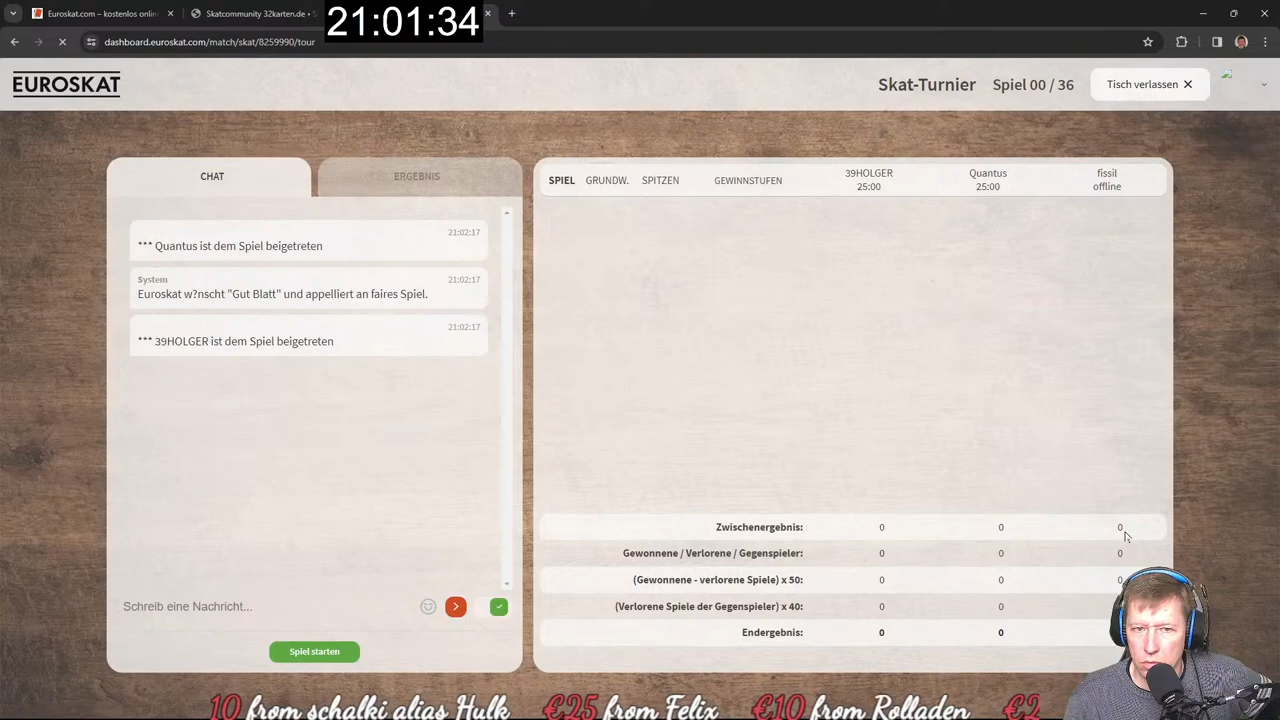 Euroskat.com – kostenlos onlin
Skatcommunity 32karten.de •
21:01:34
dashboard.euroskat.com/match/skat/8259990/tour
EUROSKAT
Skat-Turnier
Spiel 00 / 36
Tisch verlassen ✕
CHAT
ERGEBNIS
21:02:17
*** Quantus ist dem Spiel beigetreten
System
21:02:17
Euroskat w?nscht "Gut Blatt" und appelliert an faires Spiel.
21:02:17
*** 39HOLGER ist dem Spiel beigetreten
Schreib eine Nachricht...
Spiel starten
SPIEL GRUNDW. SPITZEN GEWINNSTUFEN
39HOLGER
25:00
Quantus
25:00
fissil
offline
Zwischenergebnis: 0 0 0
Gewonnene / Verlorene / Gegenspieler: 0 0 0
(Gewonnene - verlorene Spiele) x 50: 0 0 0
(Verlorene Spiele der Gegenspieler) x 40: 0 0
Endergebnis: 0 0
10 from schalki alias Hulk €25 from Felix €10 from Rolladen €2